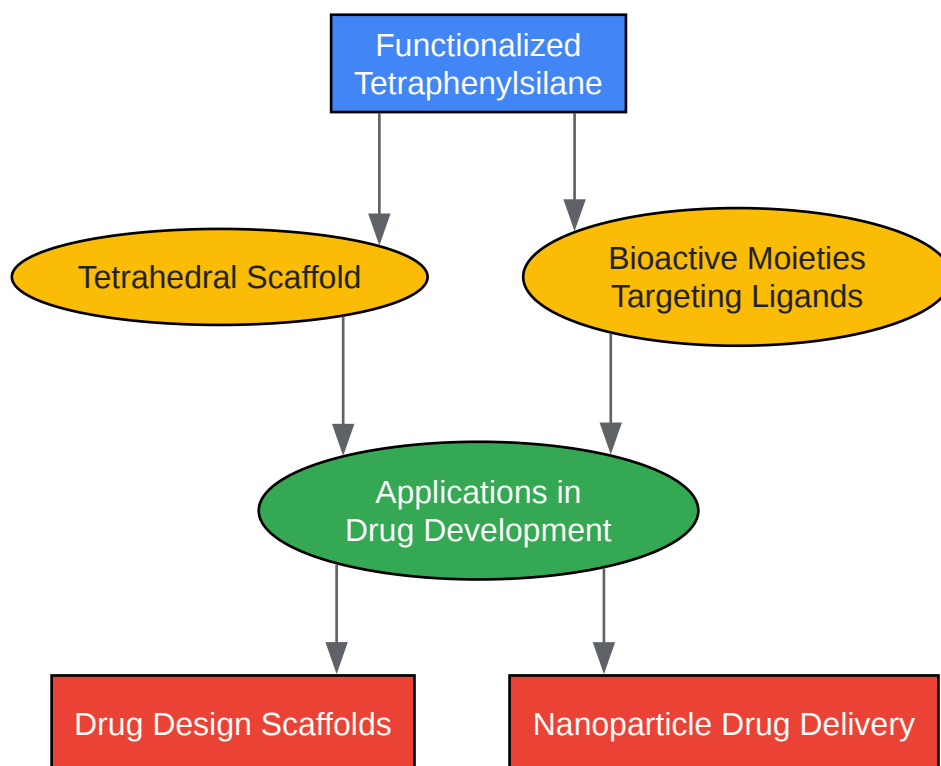 Functionalized
Tetraphenylsilane
Tetrahedral Scaffold
Bioactive Moieties
Targeting Ligands
Applications in
Drug Development
Drug Design Scaffolds
Nanoparticle Drug Delivery